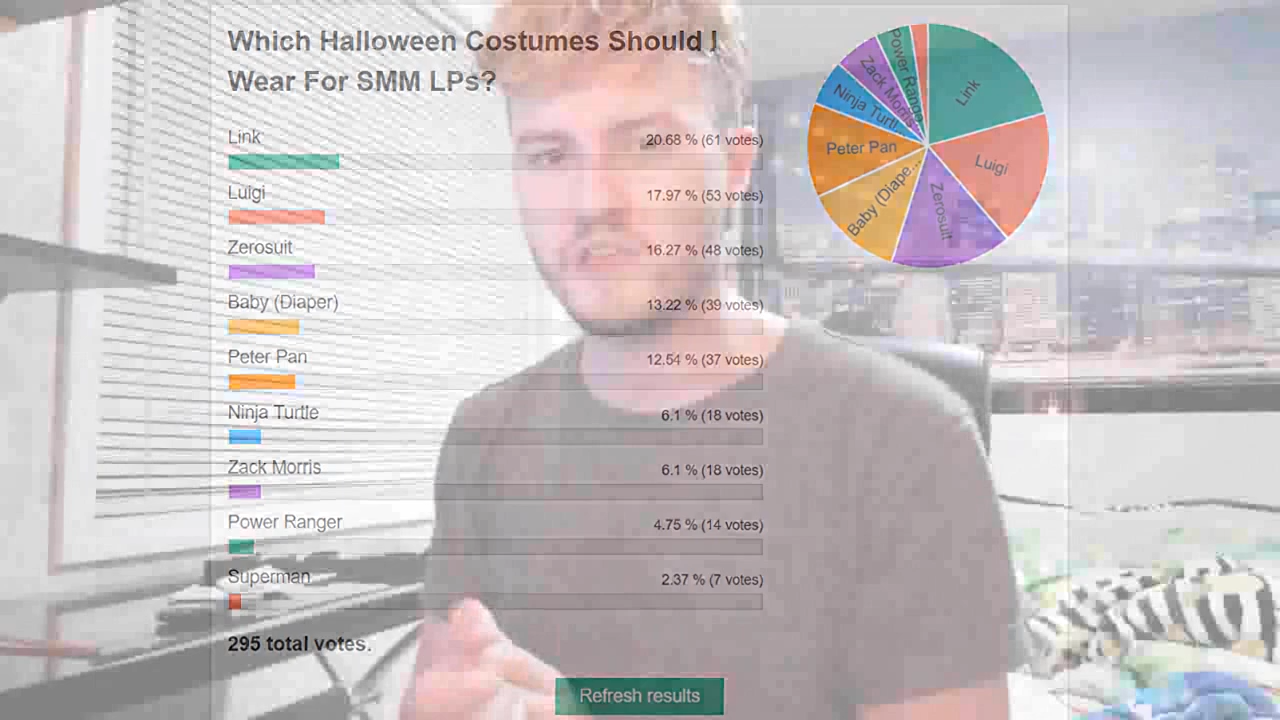 Which Halloween Costumes Should I
Wear For SMM LPs?
Link
20.68 % (61 votes)
Luigi
17.97 % (53 votes)
Zerosuit
16.27 % (48 votes)
Baby (Diaper)
13.22 % (39 votes)
Peter Pan
12.54 % (37 votes)
Ninja Turtle
6.1 % (18 votes)
Zack Morris
6.1 % (18 votes)
Power Ranger
4.75 % (14 votes)
Superman
2.37 % (7 votes)
295 total votes.
Refresh results
Link
Luigi
Zerosuit
Baby (Diape...
Peter Pan
Ninja Turtl...
Zack Morris
Power Range...